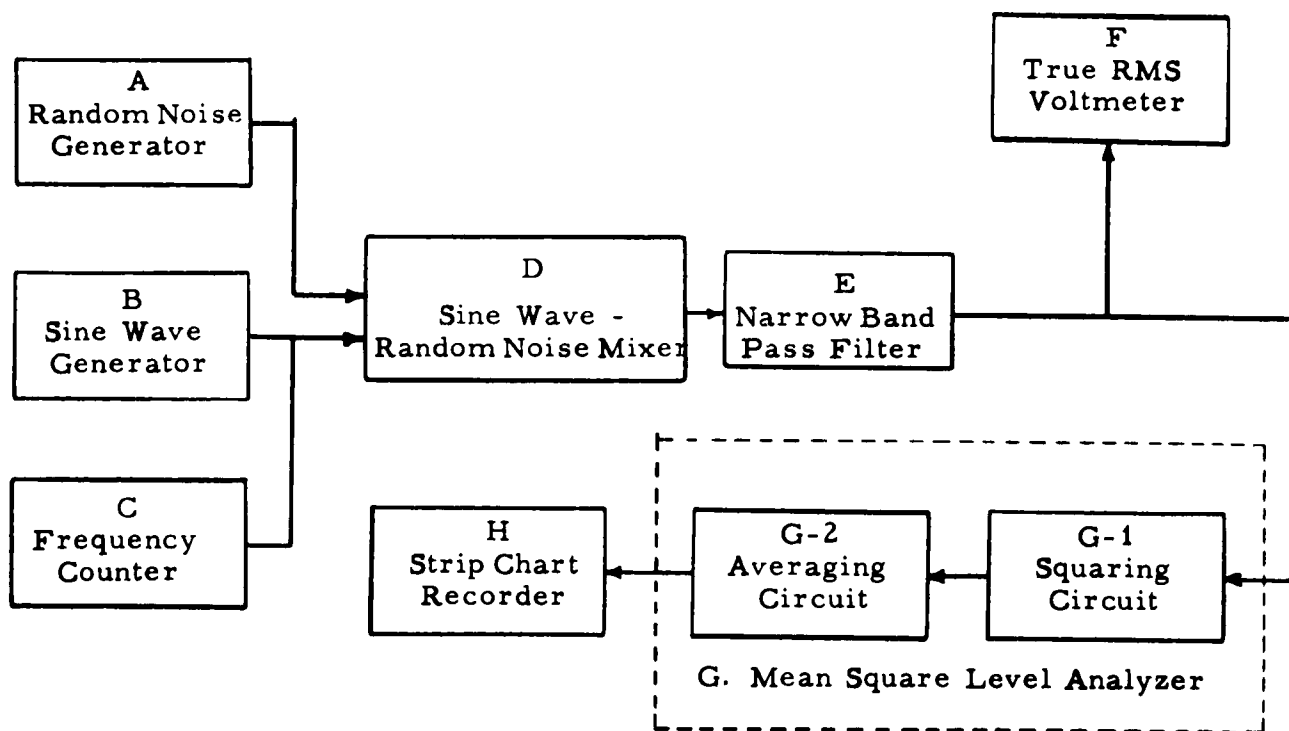 A
Random Noise
Generator
B
Sine Wave
Generator
C
Frequency
Counter
D
Sine Wave -
Random Noise Mixer
E
Narrow Band
Pass Filter
F
True RMS
Voltmeter
H
Strip Chart
Recorder
G-2
Averaging
Circuit
G-1
Squaring
Circuit
G. Mean Square Level Analyzer